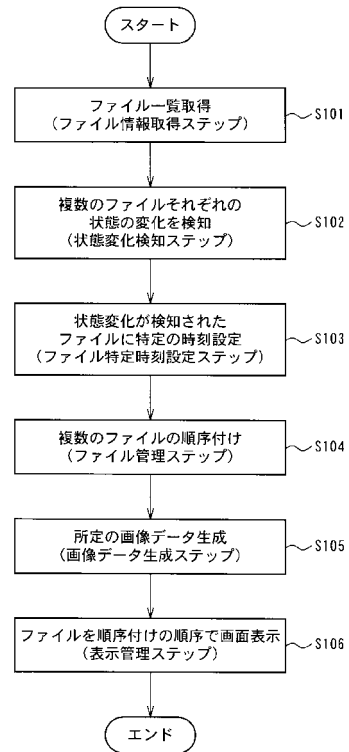 スタート
ファイル一覧取得
(ファイル情報取得ステップ)
S101
複数のファイルそれぞれの
状態の変化を検知
(状態変化検知ステップ)
S102
状態変化が検知された
ファイルに特定の時刻設定
(ファイル特定時刻設定ステップ)
S103
複数のファイルの順序付け
(ファイル管理ステップ)
S104
所定の画像データ生成
(画像データ生成ステップ)
S105
ファイルを順序付けの順序で画面表示
(表示管理ステップ)
S106
エンド